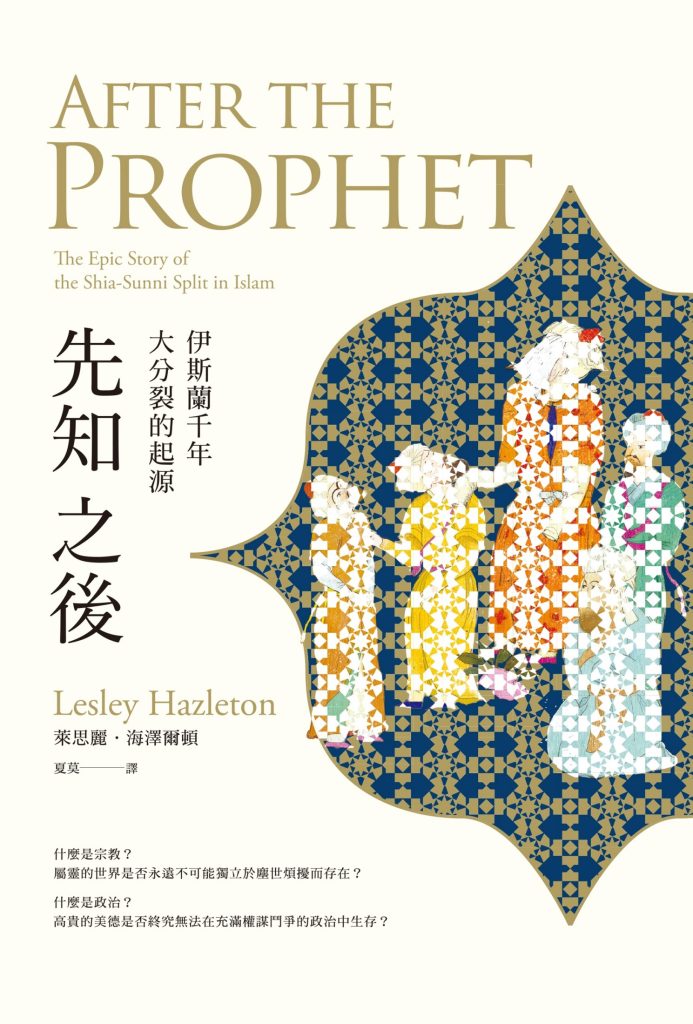 AFTER THE
PROPHET
The Epic Story of
the Shia-Sunni Split in Islam
先知之後
伊斯蘭千年
大分裂的起源
Lesley Hazleton
萊思麗・海澤爾頓
夏莫———譯
什麼是宗教？
屬靈的世界是否永遠不可能獨立於塵世煩擾而存在？
什麼是政治？
高貴的美德是否終究無法在充滿權謀鬥爭的政治中生存？